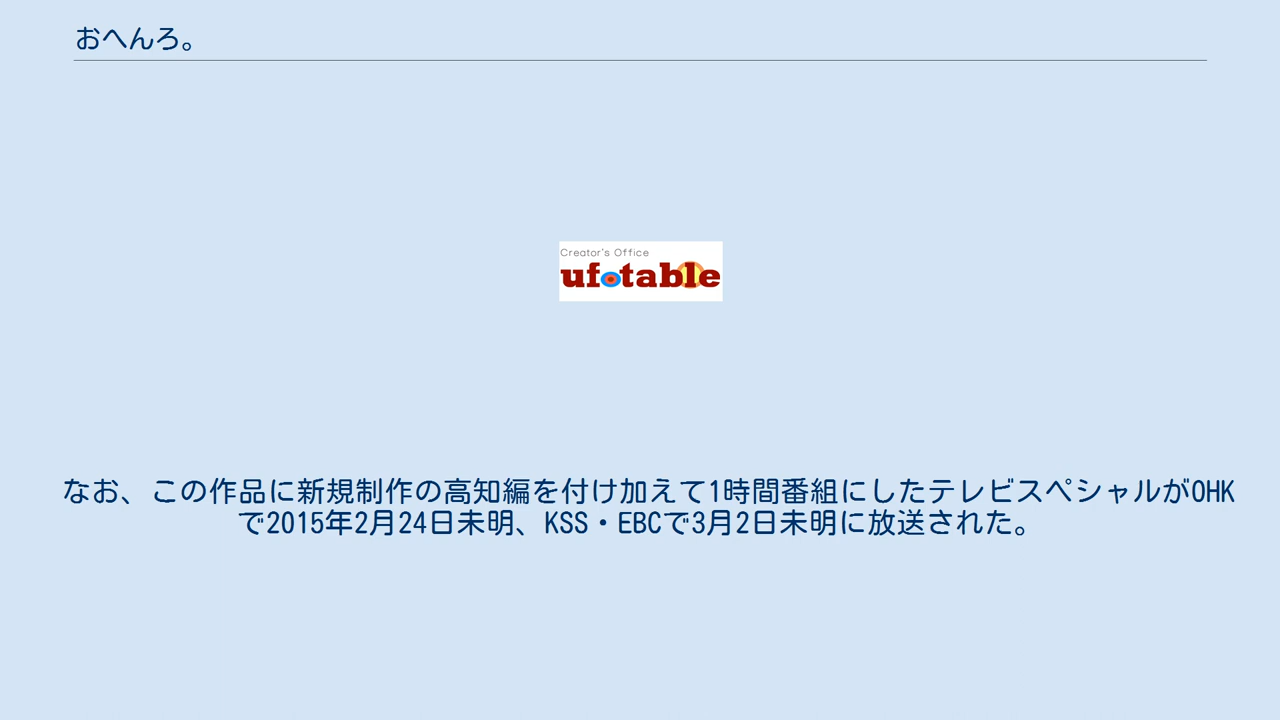 おへんろ。
Creator's Office
ufotable
なお、この作品に新規制作の高知編を付け加えて1時間番組にしたテレビスペシャルがOHK
で2015年2月24日未明、KSS・EBCで3月2日未明に放送された。